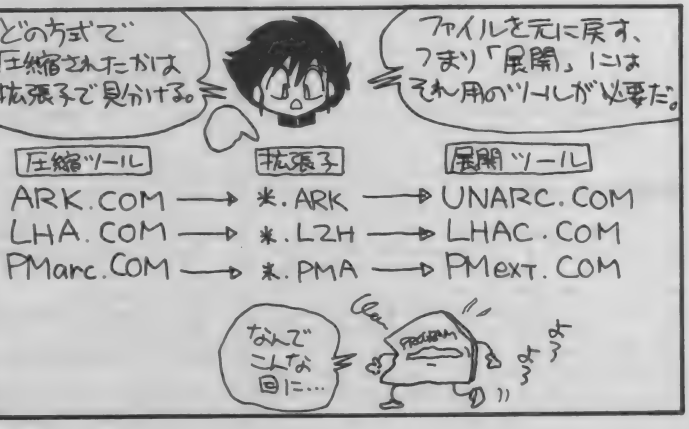 ファイルを元に戻す、
つまり「展開」には
それ用のツールが必要だ。
どの方式で
圧縮されたかは
拡張子で見分ける。
圧縮ツール 拡張子 展開ツール
ARK.COM → *.ARK → UNARC.COM
LHA.COM → *.LZH → LHAC.COM
PMarc.COM → *.PMA → PMext.COM
なんで
こんな
目に…
PROGRAM
よろよろ